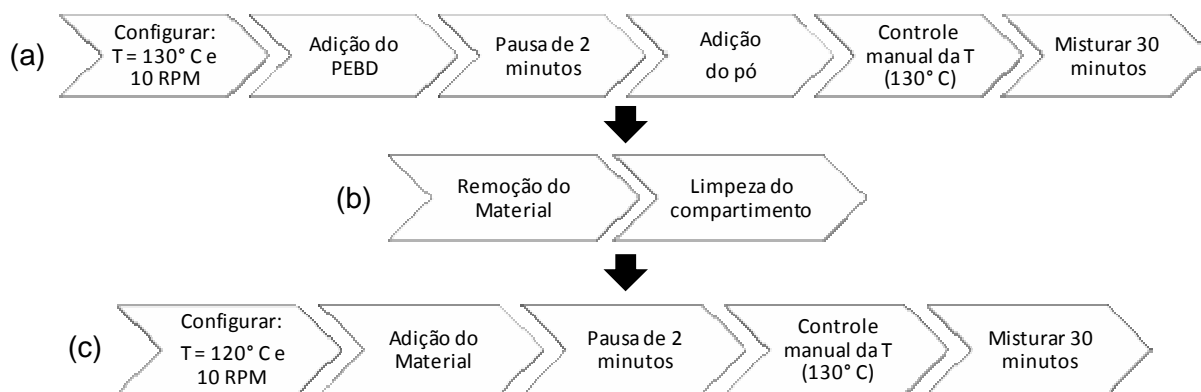 (a)
Configurar:
T = 130° C e
10 RPM
Adição do
PEBD
Pausa de 2
minutos
Adição
do pó
Controle
manual da T
(130° C)
Misturar 30
minutos
(b)
Remoção do
Material
Limpeza do
compartimento
(c)
Configurar:
T = 120° C e
10 RPM
Adição do
Material
Pausa de 2
minutos
Controle
manual da T
(130° C)
Misturar 30
minutos